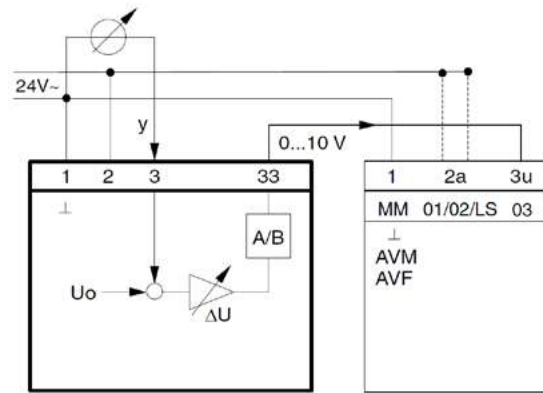 24V~
y
0...10 V
1 2 3 33
1 2a 3u
⊥
MM 01/02/LS 03
A/B
⊥
AVM
AVF
Uo
ΔU